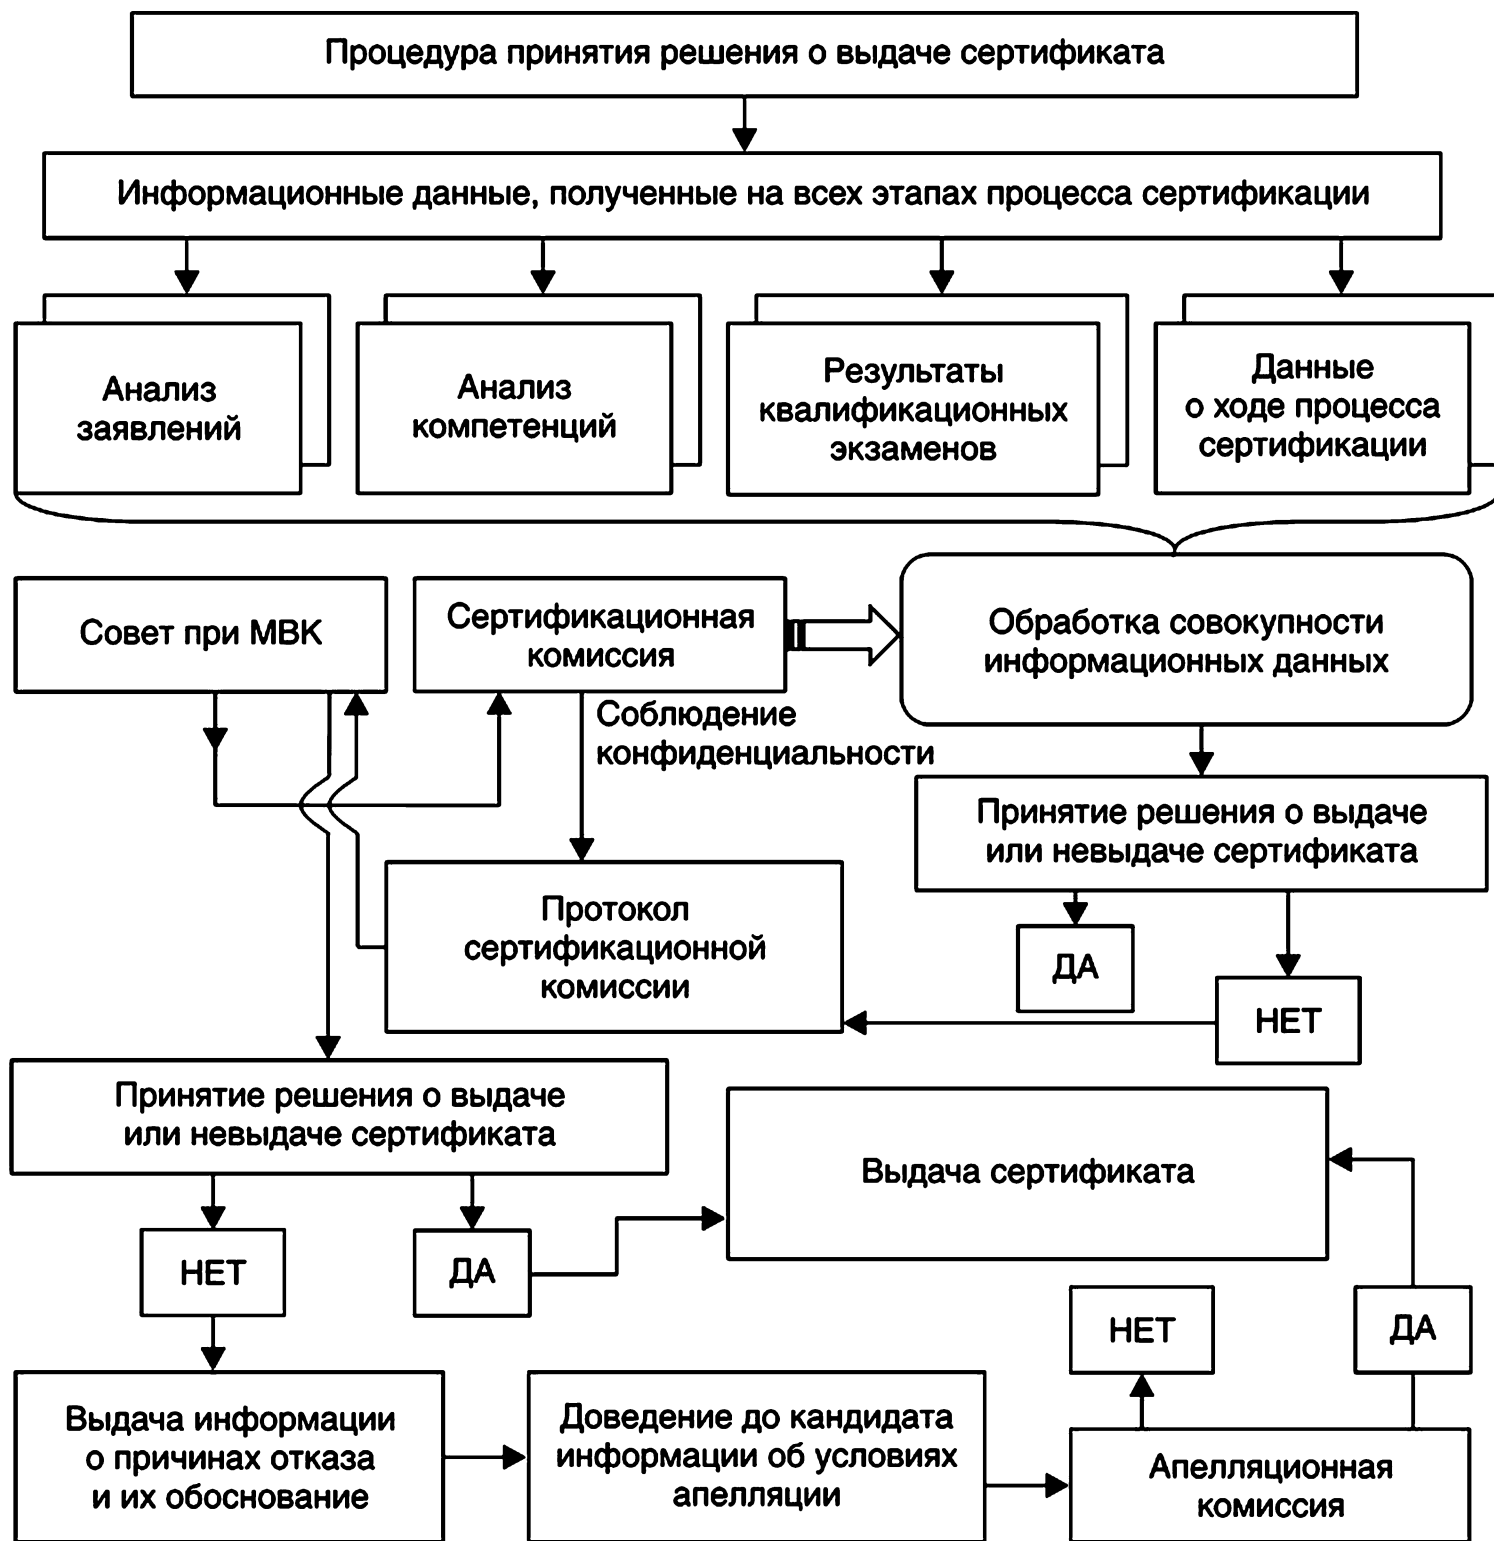 Процедура принятия решения о выдаче сертификата
Информационные данные, полученные на всех этапах процесса сертификации
Анализ
заявлений
Анализ
компетенций
Результаты
квалификационных
экзаменов
Данные
о ходе процесса
сертификации
Совет при МВК
Сертификационная
комиссия
Обработка совокупности
информационных данных
Соблюдение
конфиденциальности
Принятие решения о выдаче
или невыдаче сертификата
Протокол
сертификационной
комиссии
ДА
НЕТ
Принятие решения о выдаче
или невыдаче сертификата
Выдача сертификата
НЕТ
ДА
НЕТ
ДА
Выдача информации
о причинах отказа
и их обоснование
Доведение до кандидата
информации об условиях
апелляции
Апелляционная
комиссия